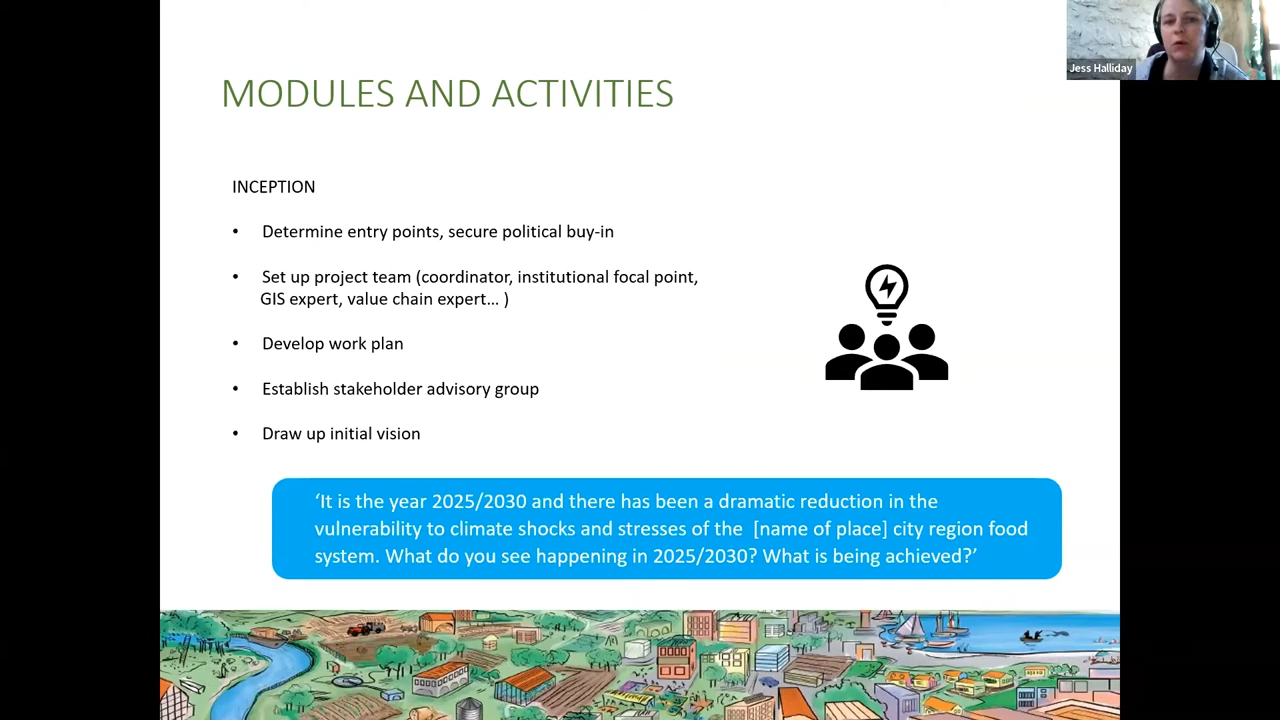 Jess Halliday
MODULES AND ACTIVITIES
INCEPTION
• Determine entry points, secure political buy-in
• Set up project team (coordinator, institutional focal point,
GIS expert, value chain expert... )
• Develop work plan
• Establish stakeholder advisory group
• Draw up initial vision
‘It is the year 2025/2030 and there has been a dramatic reduction in the
vulnerability to climate shocks and stresses of the [name of place] city region food
system. What do you see happening in 2025/2030? What is being achieved?’